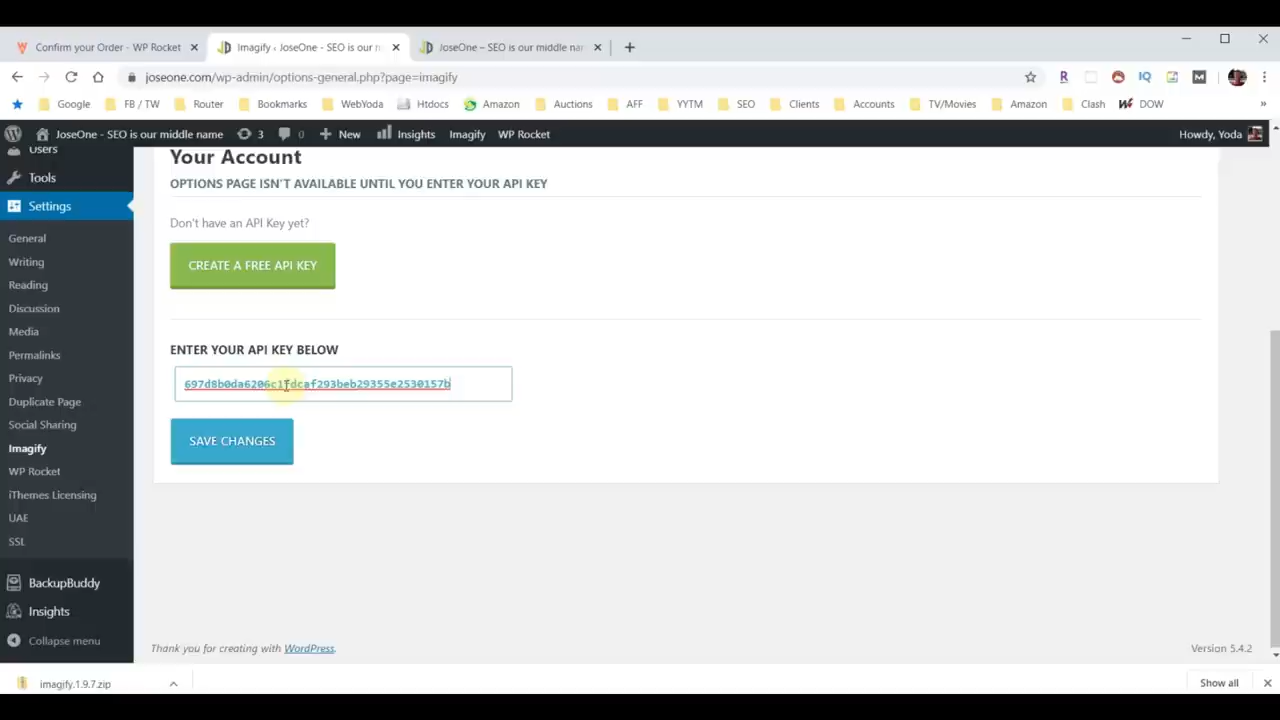 Confirm your Order - WP Rocket
Imagify ‹ JoseOne - SEO is our n
JoseOne – SEO is our middle nam
joseone.com/wp-admin/options-general.php?page=imagify
Google FB / TW Router Bookmarks WebYoda Htdocs Amazon Auctions AFF YYTM SEO Clients Accounts TV/Movies Amazon Clash DOW
JoseOne - SEO is our middle name 3 0 New Insights Imagify WP Rocket Howdy, Yoda
Users
Tools
Settings
General
Writing
Reading
Discussion
Media
Permalinks
Privacy
Duplicate Page
Social Sharing
Imagify
WP Rocket
iThemes Licensing
UAE
SSL
BackupBuddy
Insights
Collapse menu
Your Account
OPTIONS PAGE ISN'T AVAILABLE UNTIL YOU ENTER YOUR API KEY
Don't have an API Key yet?
CREATE A FREE API KEY
ENTER YOUR API KEY BELOW
SAVE CHANGES
Thank you for creating with WordPress.
Version 5.4.2
imagify.1.9.7.zip
Show all